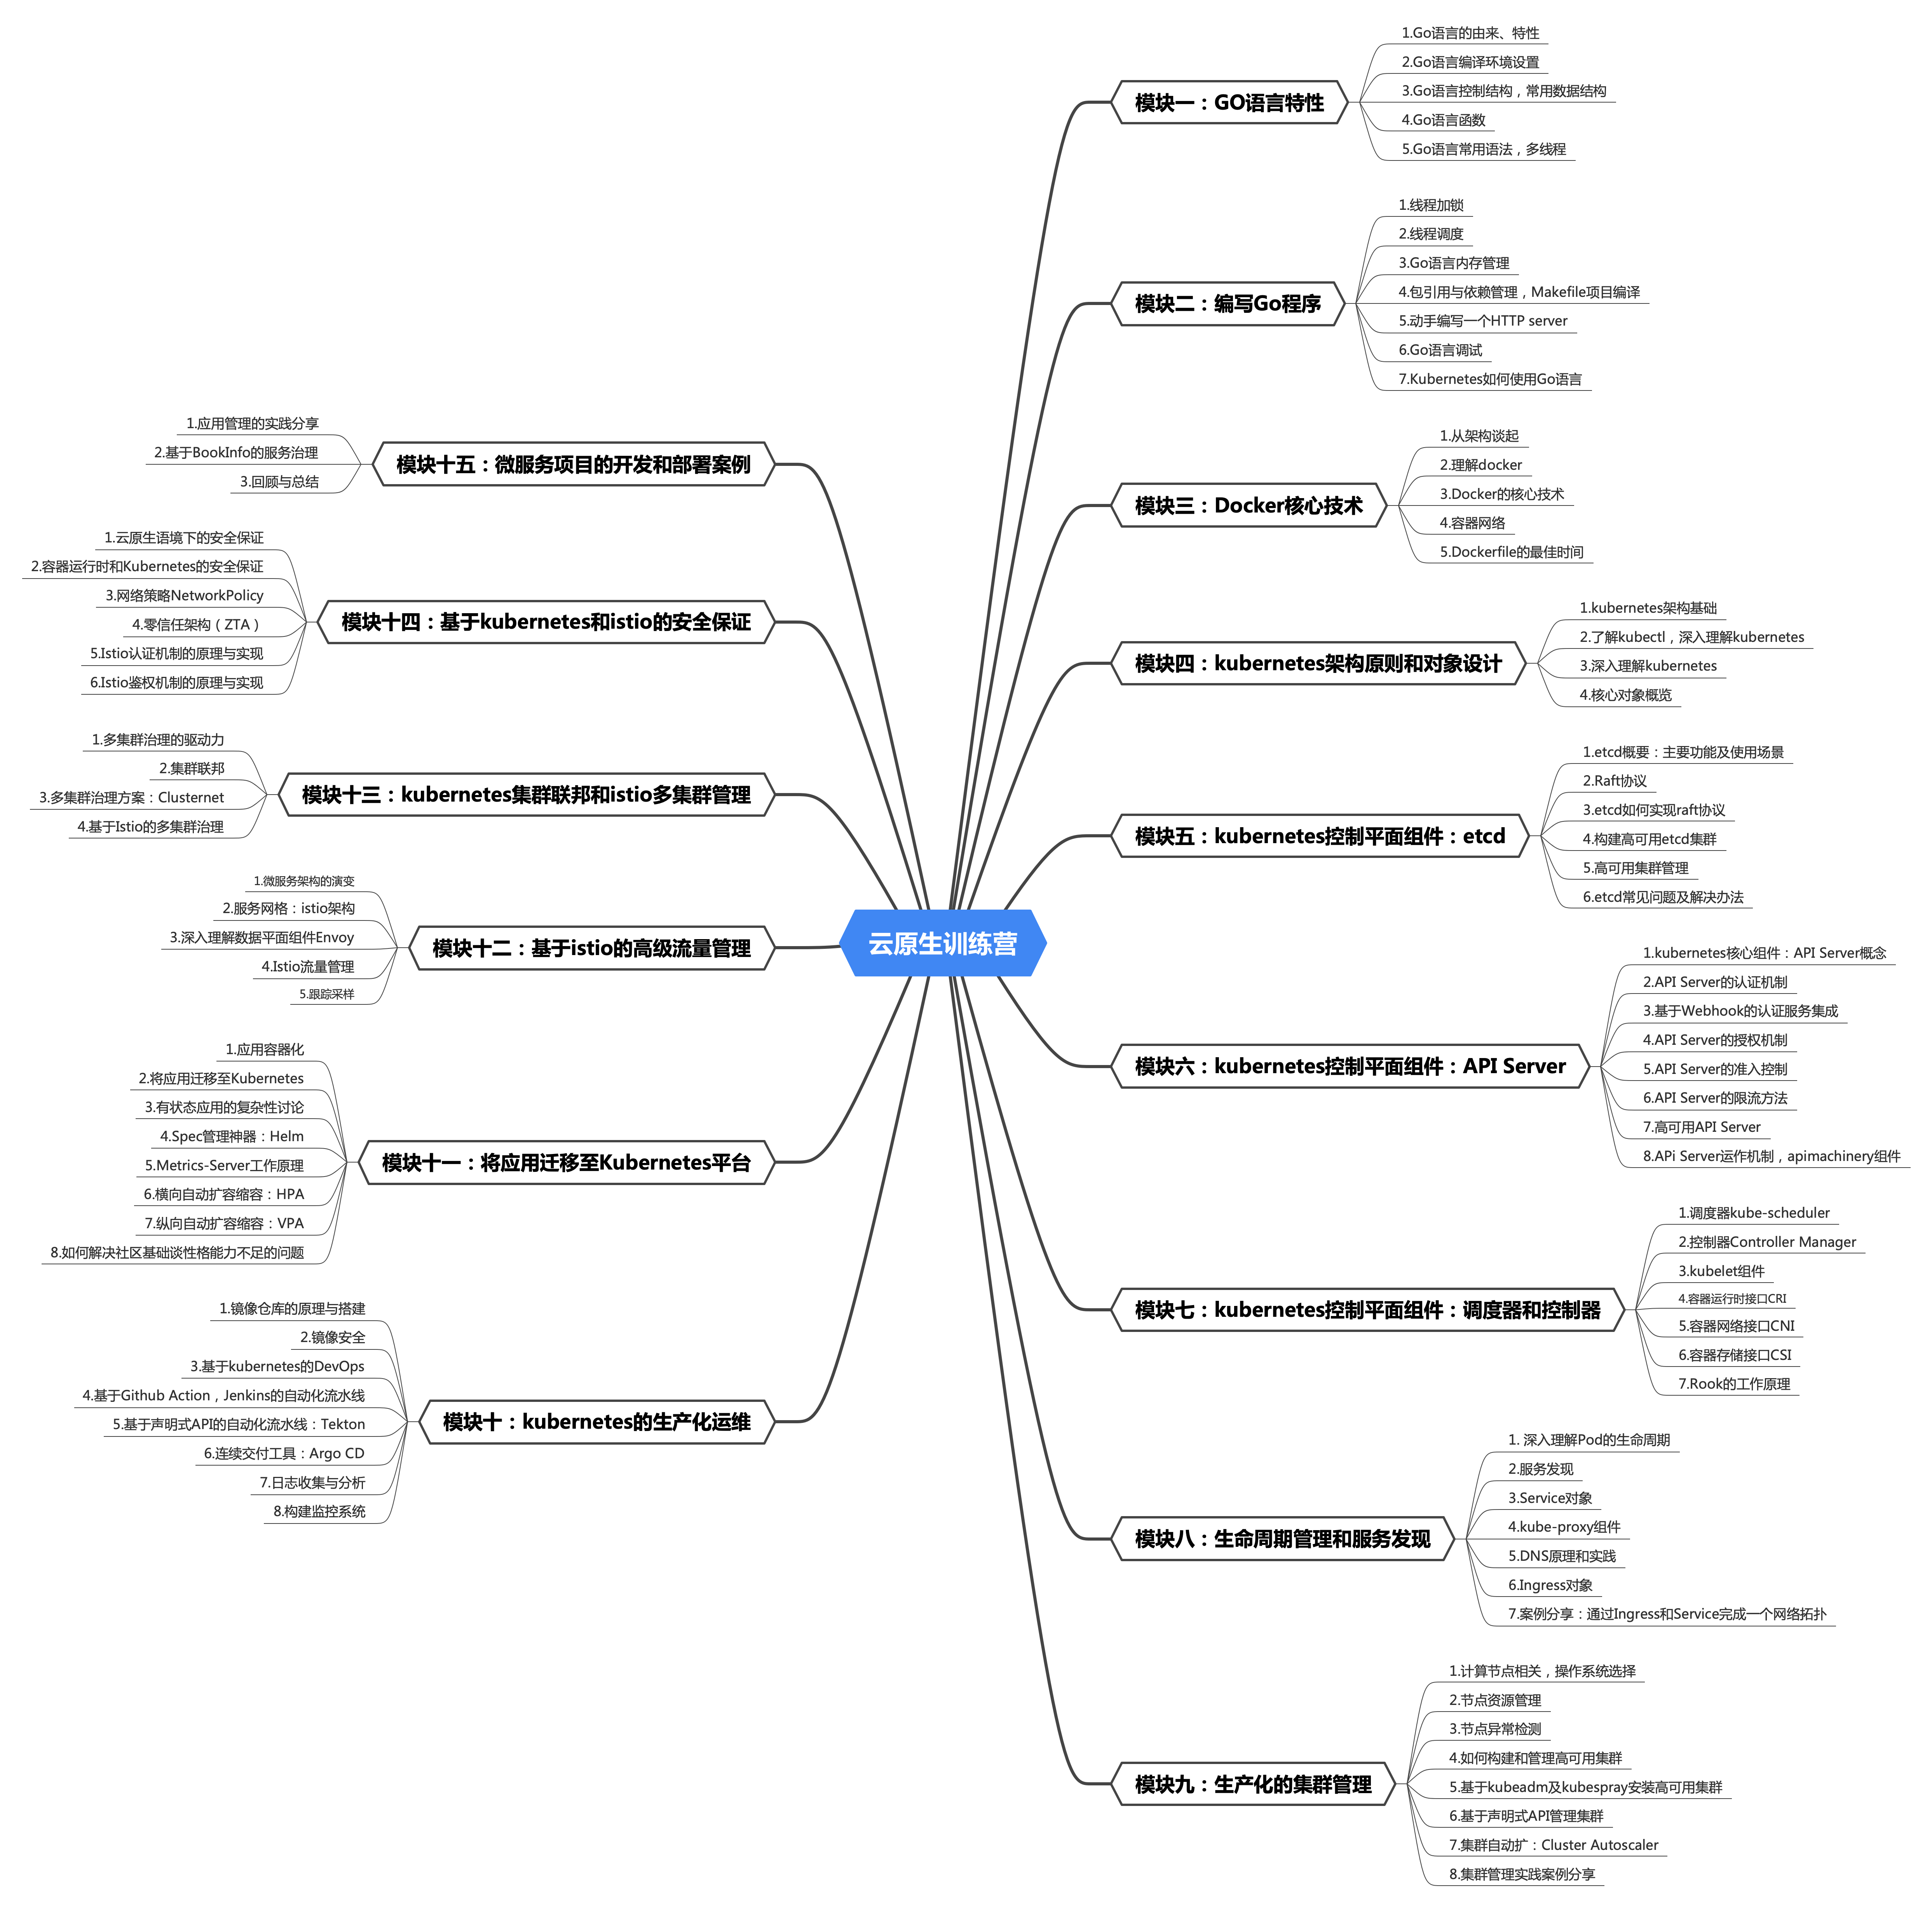 云原生训练营
模块一：GO语言特性
1.Go语言的由来、特性
2.Go语言编译环境设置
3.Go语言控制结构，常用数据结构
4.Go语言函数
5.Go语言常用语法，多线程
模块二：编写Go程序
1.线程加锁
2.线程调度
3.Go语言内存管理
4.包引用与依赖管理，Makefile项目编译
5.动手编写一个HTTP server
6.Go语言调试
7.Kubernetes如何使用Go语言
模块三：Docker核心技术
1.从架构谈起
2.理解docker
3.Docker的核心技术
4.容器网络
5.Dockerfile的最佳时间
模块四：kubernetes架构原则和对象设计
1.kubernetes架构基础
2.了解kubectl，深入理解kubernetes
3.深入理解kubernetes
4.核心对象概览
模块五：kubernetes控制平面组件：etcd
1.etcd概要：主要功能及使用场景
2.Raft协议
3.etcd如何实现raft协议
4.构建高可用etcd集群
5.高可用集群管理
6.etcd常见问题及解决办法
模块六：kubernetes控制平面组件：API Server
1.kubernetes核心组件：API Server概念
2.API Server的认证机制
3.基于Webhook的认证服务集成
4.API Server的授权机制
5.API Server的准入控制
6.API Server的限流方法
7.高可用API Server
8.APi Server运作机制，apimachinery组件
模块七：kubernetes控制平面组件：调度器和控制器
1.调度器kube-scheduler
2.控制器Controller Manager
3.kubelet组件
4.容器运行时接口CRI
5.容器网络接口CNI
6.容器存储接口CSI
7.Rook的工作原理
模块八：生命周期管理和服务发现
1. 深入理解Pod的生命周期
2.服务发现
3.Service对象
4.kube-proxy组件
5.DNS原理和实践
6.Ingress对象
7.案例分享：通过Ingress和Service完成一个网络拓扑
模块九：生产化的集群管理
1.计算节点相关，操作系统选择
2.节点资源管理
3.节点异常检测
4.如何构建和管理高可用集群
5.基于kubeadm及kubespray安装高可用集群
6.基于声明式API管理集群
7.集群自动扩：Cluster Autoscaler
8.集群管理实践案例分享
模块十五：微服务项目的开发和部署案例
1.应用管理的实践分享
2.基于BookInfo的服务治理
3.回顾与总结
模块十四：基于kubernetes和istio的安全保证
1.云原生语境下的安全保证
2.容器运行时和Kubernetes的安全保证
3.网络策略NetworkPolicy
4.零信任架构（ZTA）
5.Istio认证机制的原理与实现
6.Istio鉴权机制的原理与实现
模块十三：kubernetes集群联邦和istio多集群管理
1.多集群治理的驱动力
2.集群联邦
3.多集群治理方案：Clusternet
4.基于Istio的多集群治理
模块十二：基于istio的高级流量管理
1.微服务架构的演变
2.服务网格：istio架构
3.深入理解数据平面组件Envoy
4.Istio流量管理
5.跟踪采样
模块十一：将应用迁移至Kubernetes平台
1.应用容器化
2.将应用迁移至Kubernetes
3.有状态应用的复杂性讨论
4.Spec管理神器：Helm
5.Metrics-Server工作原理
6.横向自动扩容缩容：HPA
7.纵向自动扩容缩容：VPA
8.如何解决社区基础谈性格能力不足的问题
模块十：kubernetes的生产化运维
1.镜像仓库的原理与搭建
2.镜像安全
3.基于kubernetes的DevOps
4.基于Github Action，Jenkins的自动化流水线
5.基于声明式API的自动化流水线：Tekton
6.连续交付工具：Argo CD
7.日志收集与分析
8.构建监控系统